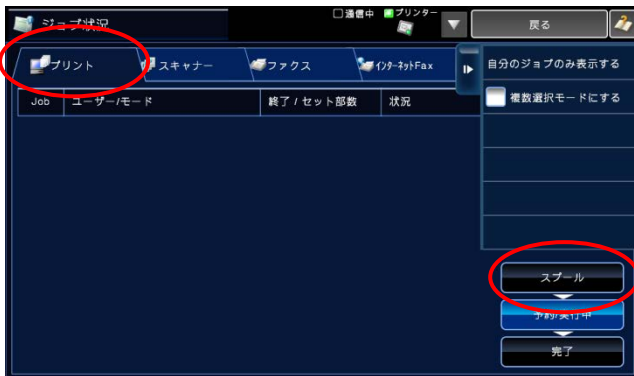 ジョブ状況
通信中 プリンター
戻る
プリント スキャナー ファクス インターネットFax
自分のジョブのみ表示する
Job ユーザー/モード 終了 / セット部数 状況
複数選択モードにする
スプール
予約/実行中
完了